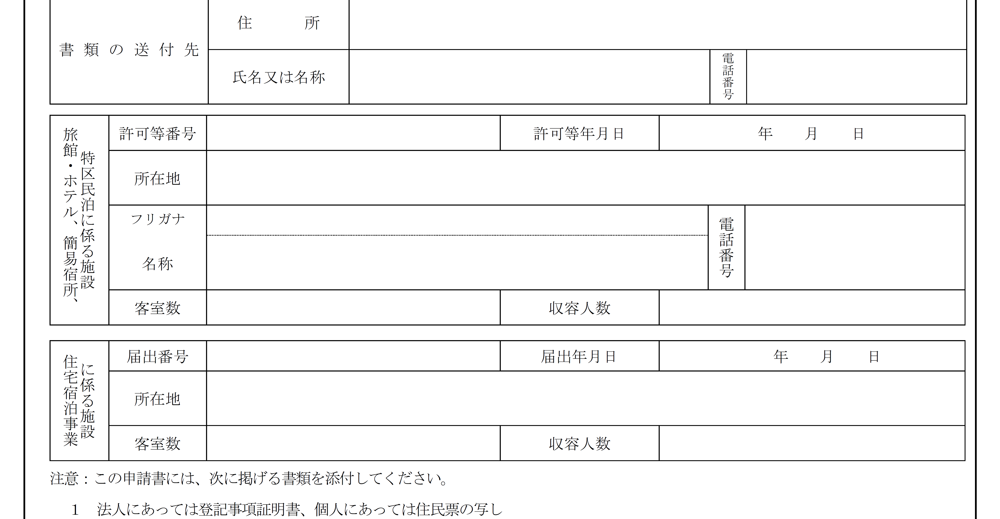 書類の送付先
住　　　所
氏名又は名称
電話番号
旅館・ホテル、簡易宿所、
特区民泊に係る施設
許可等番号
許可等年月日
年　　月　　日
所在地
フリガナ
名称
電話番号
客室数
収容人数
住宅宿泊事業
に係る施設
届出番号
届出年月日
年　　月　　日
所在地
客室数
収容人数
注意：この申請書には、次に掲げる書類を添付してください。
１　法人にあっては登記事項証明書、個人にあっては住民票の写し